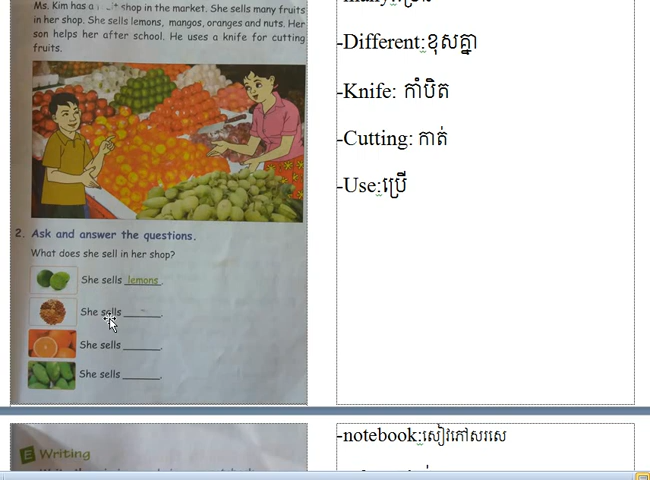 Ms. Kim has a shop in the market. She sells many fruits
in her shop. She sells lemons, mangos, oranges and nuts. Her
son helps her after school. He uses a knife for cutting
fruits.
2. Ask and answer the questions.
What does she sell in her shop?
She sells lemons.
She sells ______.
She sells ______.
She sells ______.
E Writing
-Different:ខុសគ្នា
-Knife: កាំបិត
-Cutting: កាត់
-Use:ប្រើ
-notebook:សៀវភៅសរសេ